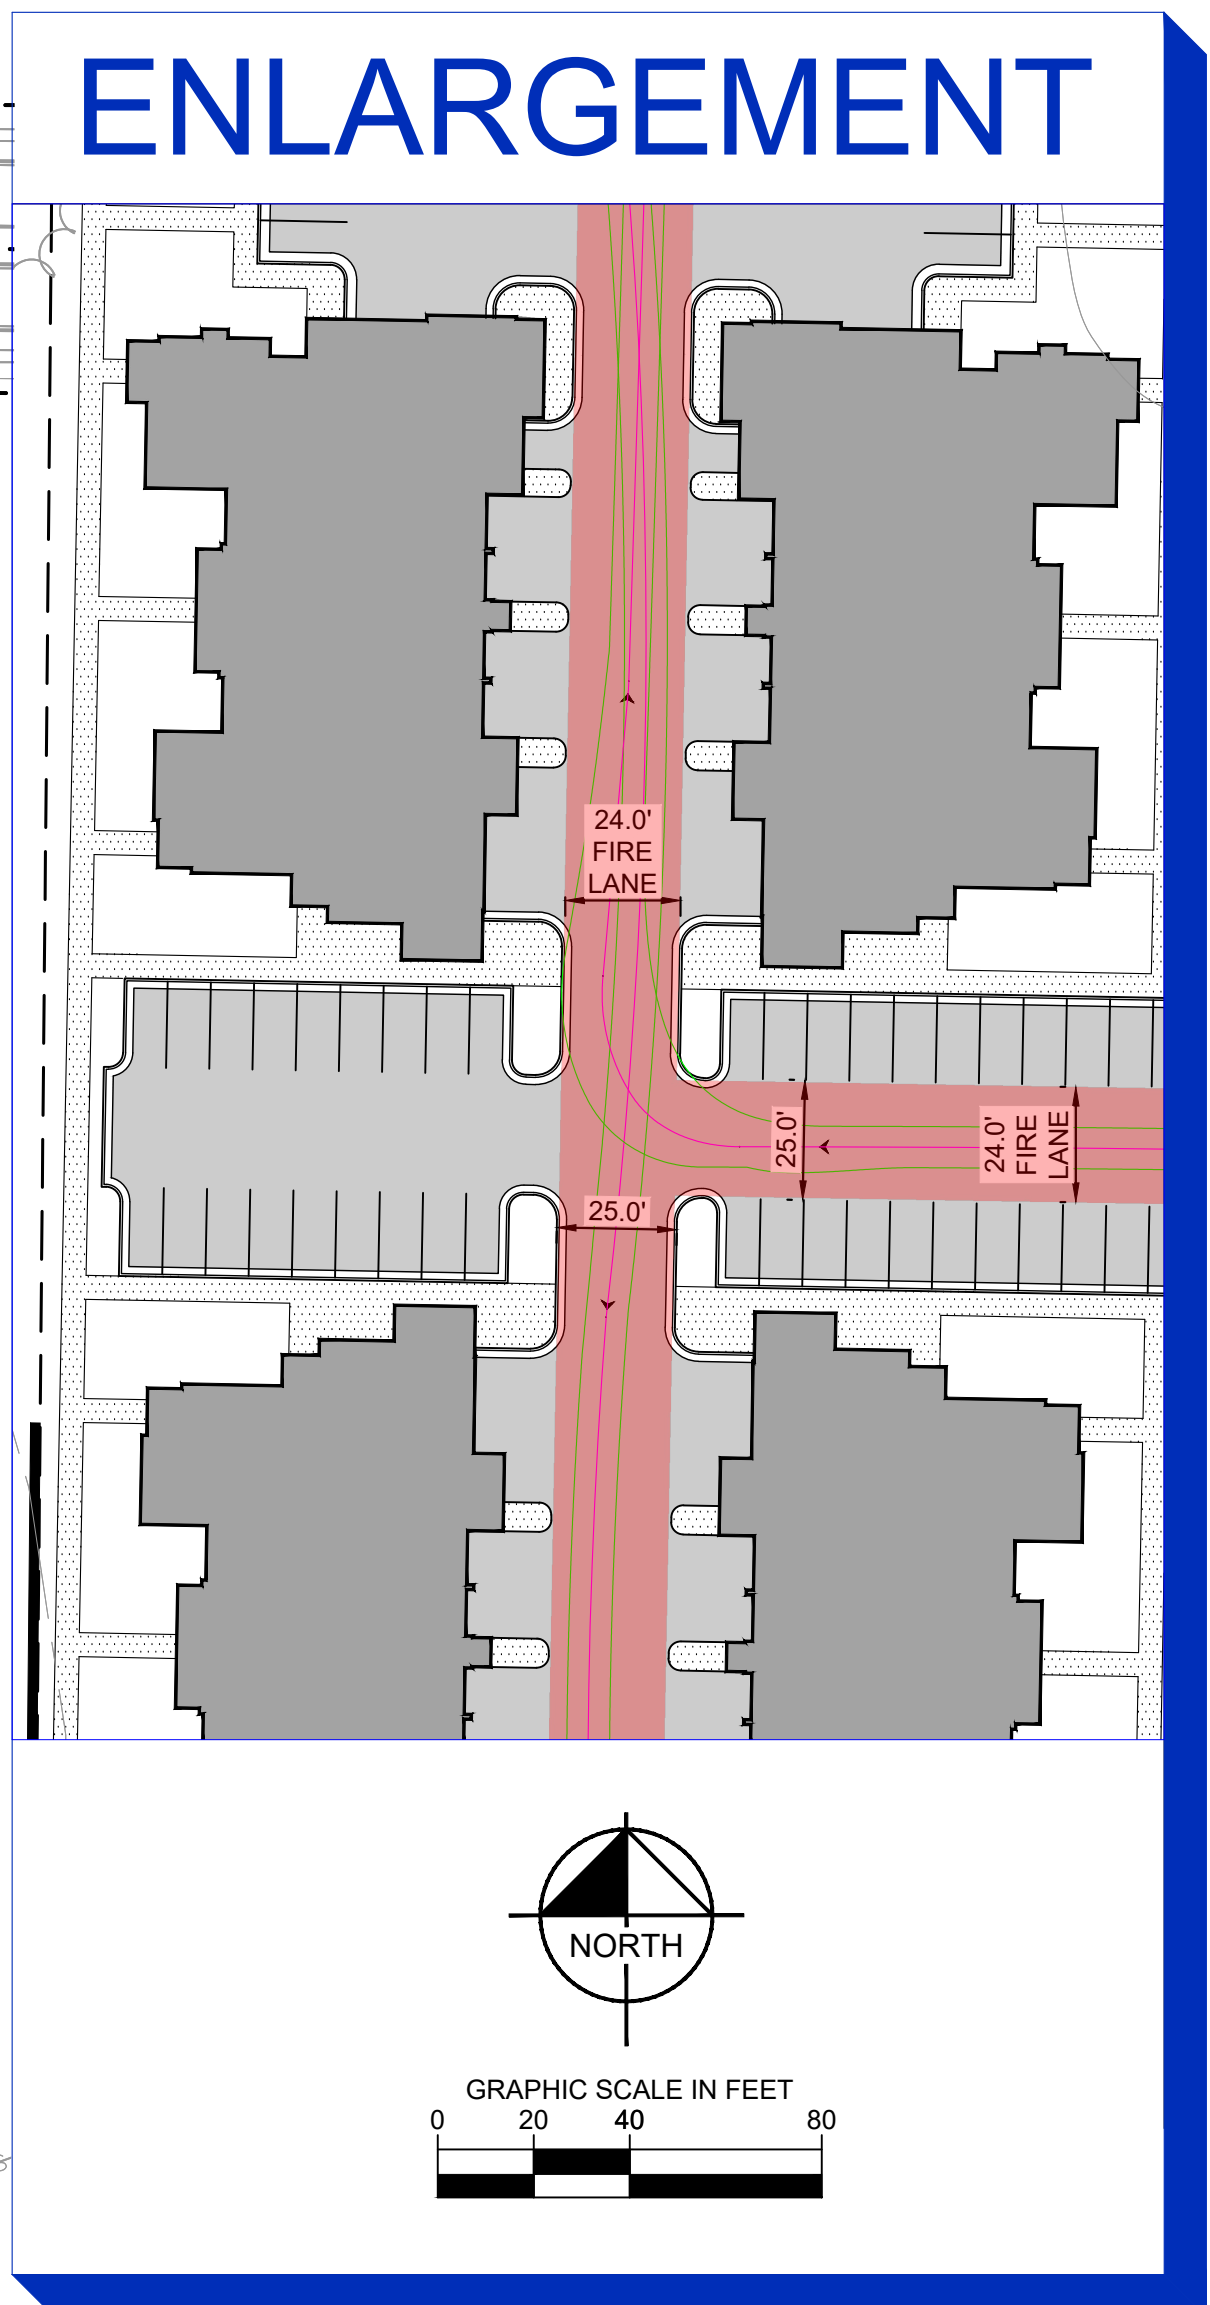 ENLARGEMENT
24.0'
FIRE
LANE
25.0'
24.0'
FIRE
LANE
25.0'
NORTH
GRAPHIC SCALE IN FEET
0 20 40 80